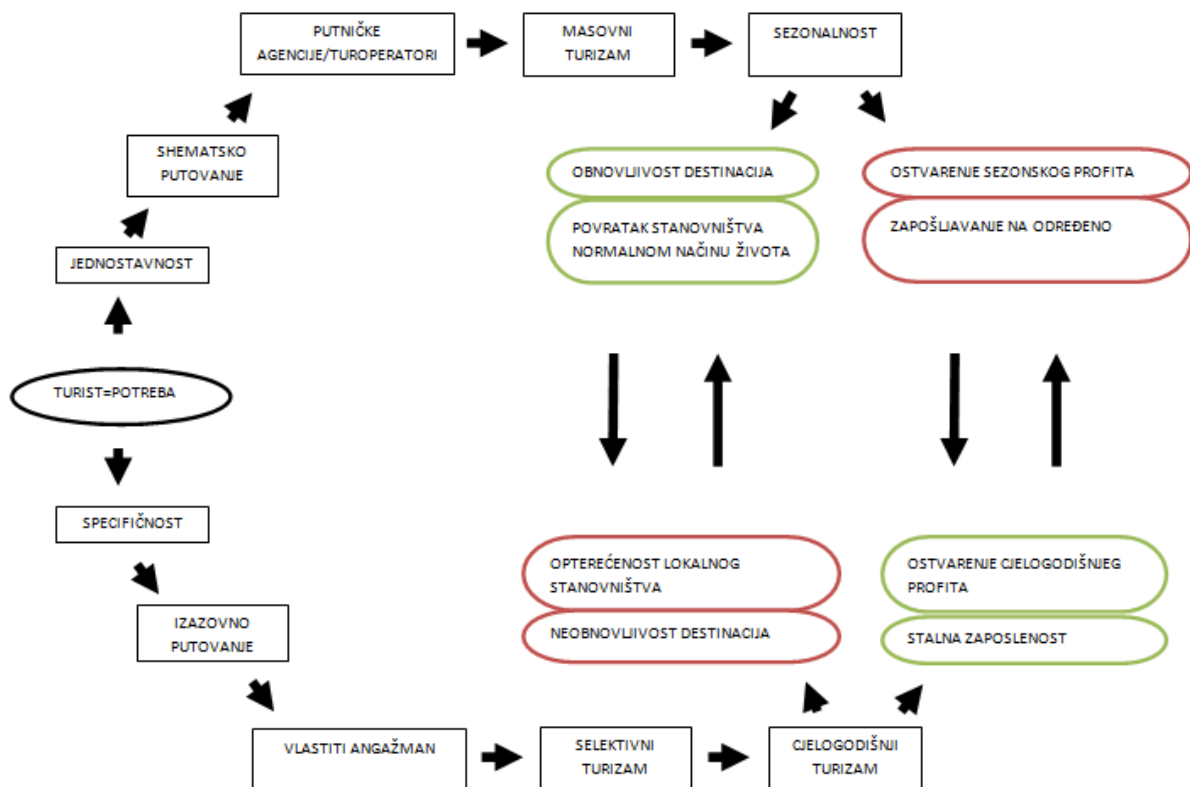 PUTNIČKE
AGENCIJE/TUROPERATORI
MASOVNI
TURIZAM
SEZONALNOST
SHEMATSKO
PUTOVANJE
OBNOVLJIVOST DESTINACIJA
OSTVARENJE SEZONSKOG PROFITA
POVRATAK STANOVNIŠTVA
NORMALNOM NAČINU ŽIVOTA
ZAPOŠLJAVANJE NA ODREĐENO
JEDNOSTAVNOST
TURIST=POTREBA
SPECIFIČNOST
OPTEREĆENOST LOKALNOG
STANOVNIŠTVA
OSTVARENJE CJELOGODIŠNJEG
PROFITA
IZAZOVNO
PUTOVANJE
NEOBNOVLJIVOST DESTINACIJA
STALNA ZAPOSLENOST
VLASTITI ANGAŽMAN
SELEKTIVNI
TURIZAM
CJELOGODIŠNJI
TURIZAM